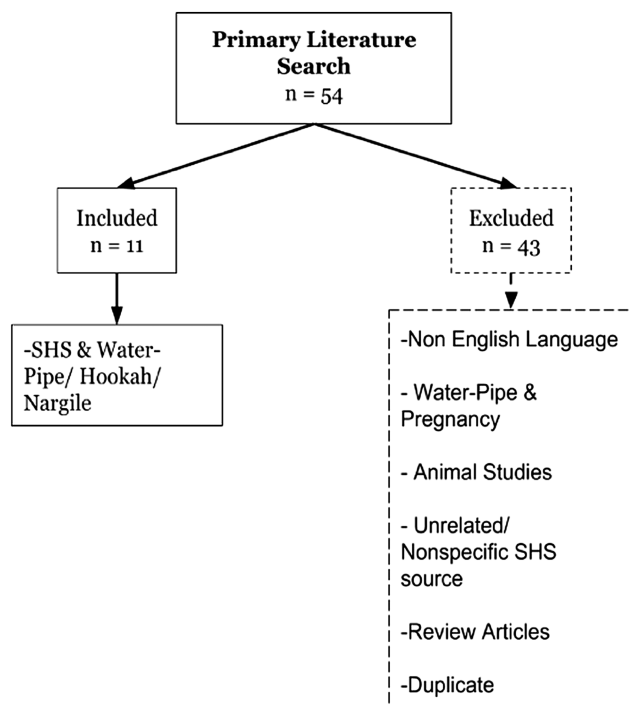 Primary Literature
Search
n = 54
Included
n = 11
Excluded
n = 43
-SHS & Water-
Pipe/ Hookah/
Nargile
-Non English Language
- Water-Pipe &
Pregnancy
- Animal Studies
- Unrelated/
Nonspecific SHS
source
-Review Articles
-Duplicate